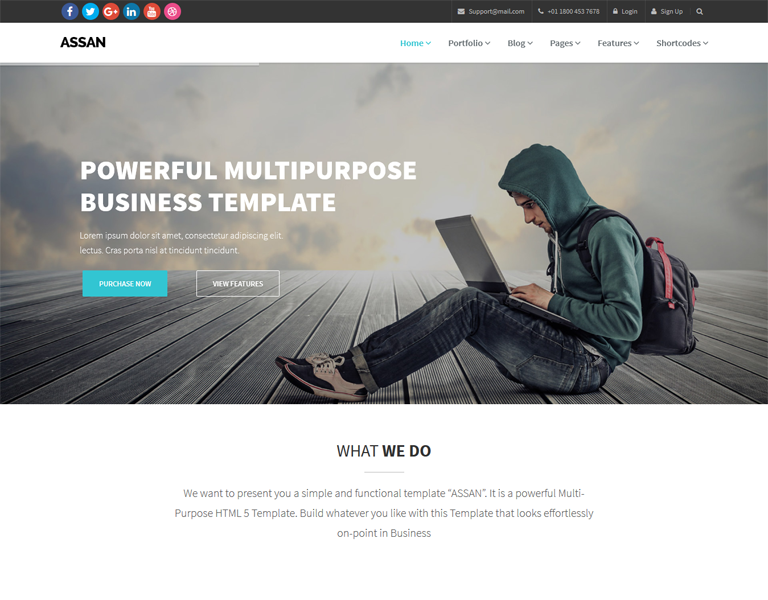 Support@mail.com +01 1800 453 7678 Login Sign Up
ASSAN Home Portfolio Blog Pages Features Shortcodes
POWERFUL MULTIPURPOSE
BUSINESS TEMPLATE
Lorem ipsum dolor sit amet, consectetur adipiscing elit.
lectus. Cras porta nisl at tincidunt tincidunt.
PURCHASE NOW VIEW FEATURES
WHAT WE DO
We want to present you a simple and functional template “ASSAN”. It is a powerful Multi-
Purpose HTML 5 Template. Build whatever you like with this Template that looks effortlessly
on-point in Business